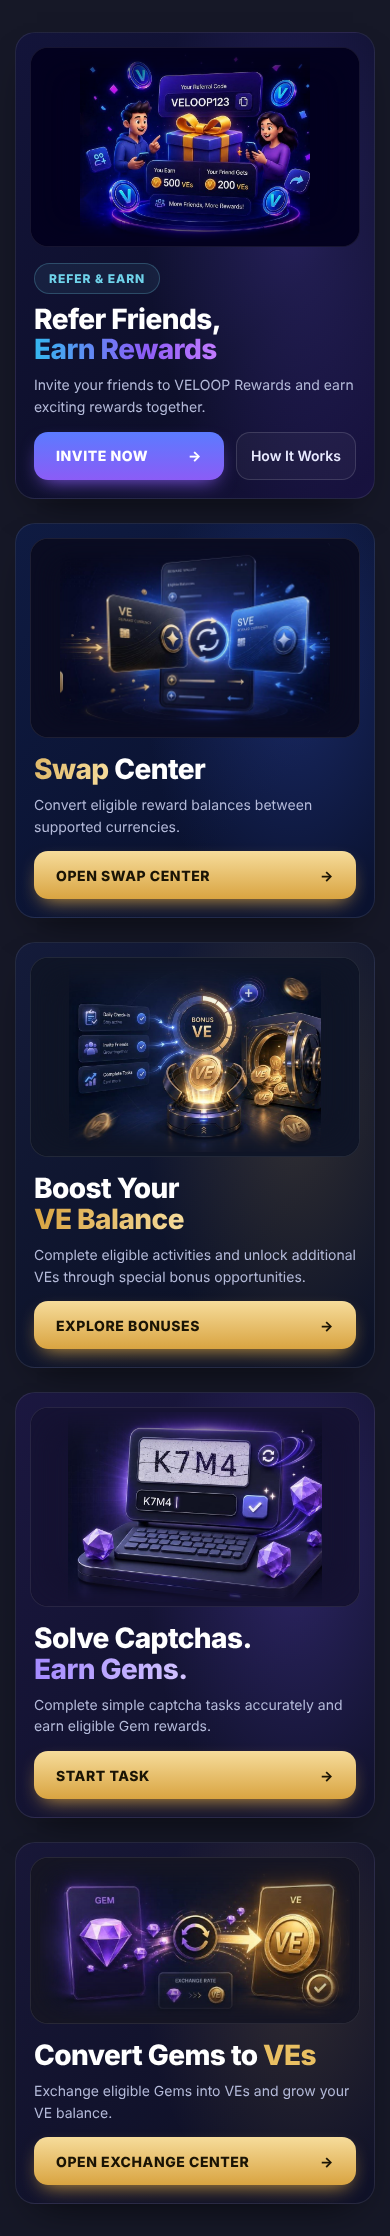 Your Referral Code
VELOOP123
You Earn
500 VEs
Your Friend Gets
200 VEs
More Friends, More Rewards!
REFER & EARN
Refer Friends,
Earn Rewards
Invite your friends to VELOOP Rewards and earn
exciting rewards together.
INVITE NOW →
How It Works
VE
SVE
Swap Center
Convert eligible reward balances between
supported currencies.
OPEN SWAP CENTER →
Daily Check-in
Invite Friends
Complete Tasks
BONUS
VE
VE
VE
VE
Boost Your
VE Balance
Complete eligible activities and unlock additional
VEs through special bonus opportunities.
EXPLORE BONUSES →
K7M4
K7M4
Solve Captchas.
Earn Gems.
Complete simple captcha tasks accurately and
earn eligible Gem rewards.
START TASK →
GEM
VE
VE
EXCHANGE RATE
VE
Convert Gems to VEs
Exchange eligible Gems into VEs and grow your
VE balance.
OPEN EXCHANGE CENTER →